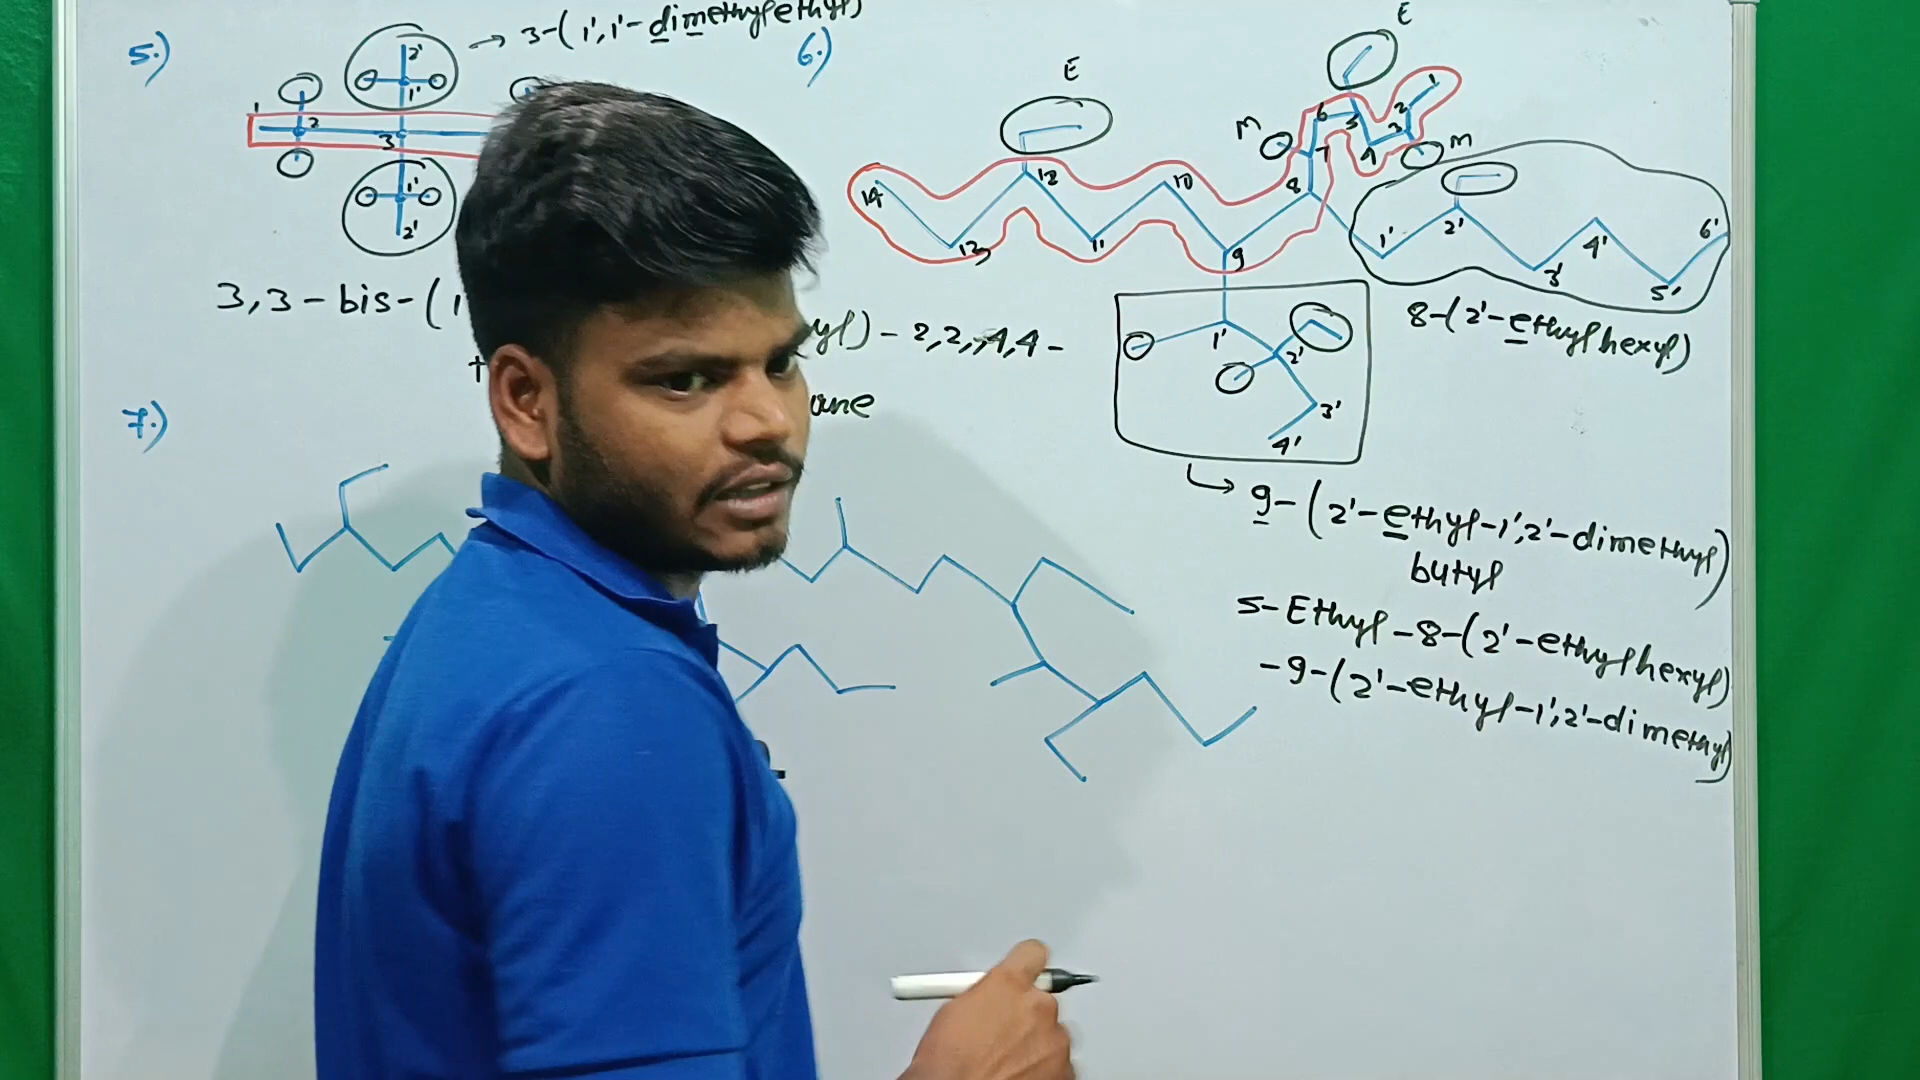 5.)
2'
→ 3-(1',1'-dimethylethyl)
1'
1
2
3
1'
2'
3,3-bis-(1
yl)-2,2,4,4-
ane
6.)
E
E
M
M
1
2
3
4
5
6
7
8
9
10
11
12
13
14
1'
2'
3'
4'
5'
6'
8-(2'-ethylhexyl)
1'
2'
3'
4'
9-(2'-ethyl-1',2'-dimethyl)
butyl
5-Ethyl-8-(2'-ethylhexyl)
-9-(2'-ethyl-1',2'-dimethyl)
7.)